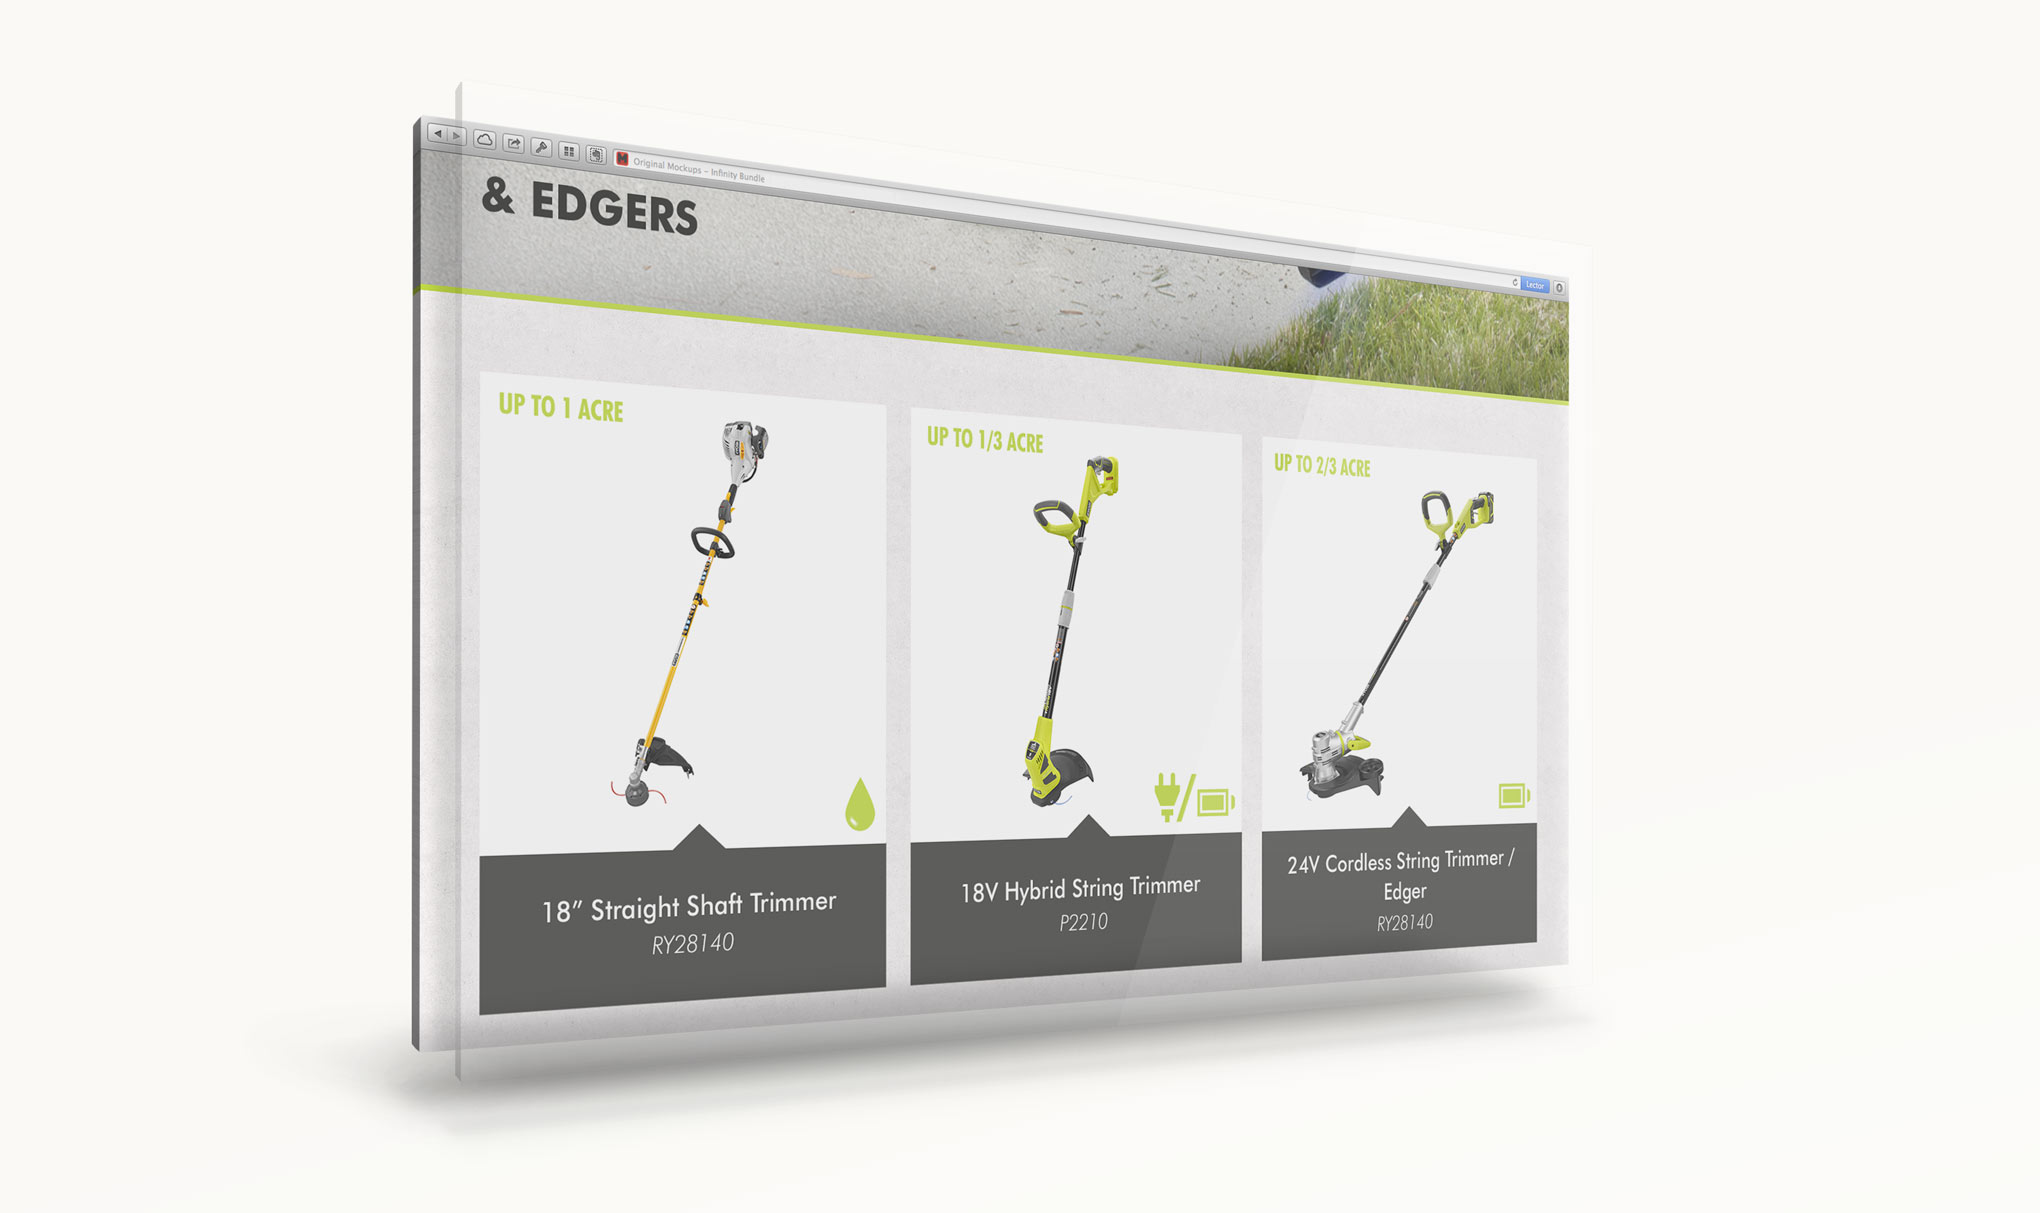 Original Mockups – Infinity Bundle
Lector
& EDGERS
UP TO 1 ACRE
18” Straight Shaft Trimmer
RY28140
UP TO 1/3 ACRE
18V Hybrid String Trimmer
P2210
UP TO 2/3 ACRE
24V Cordless String Trimmer /
Edger
RY28140